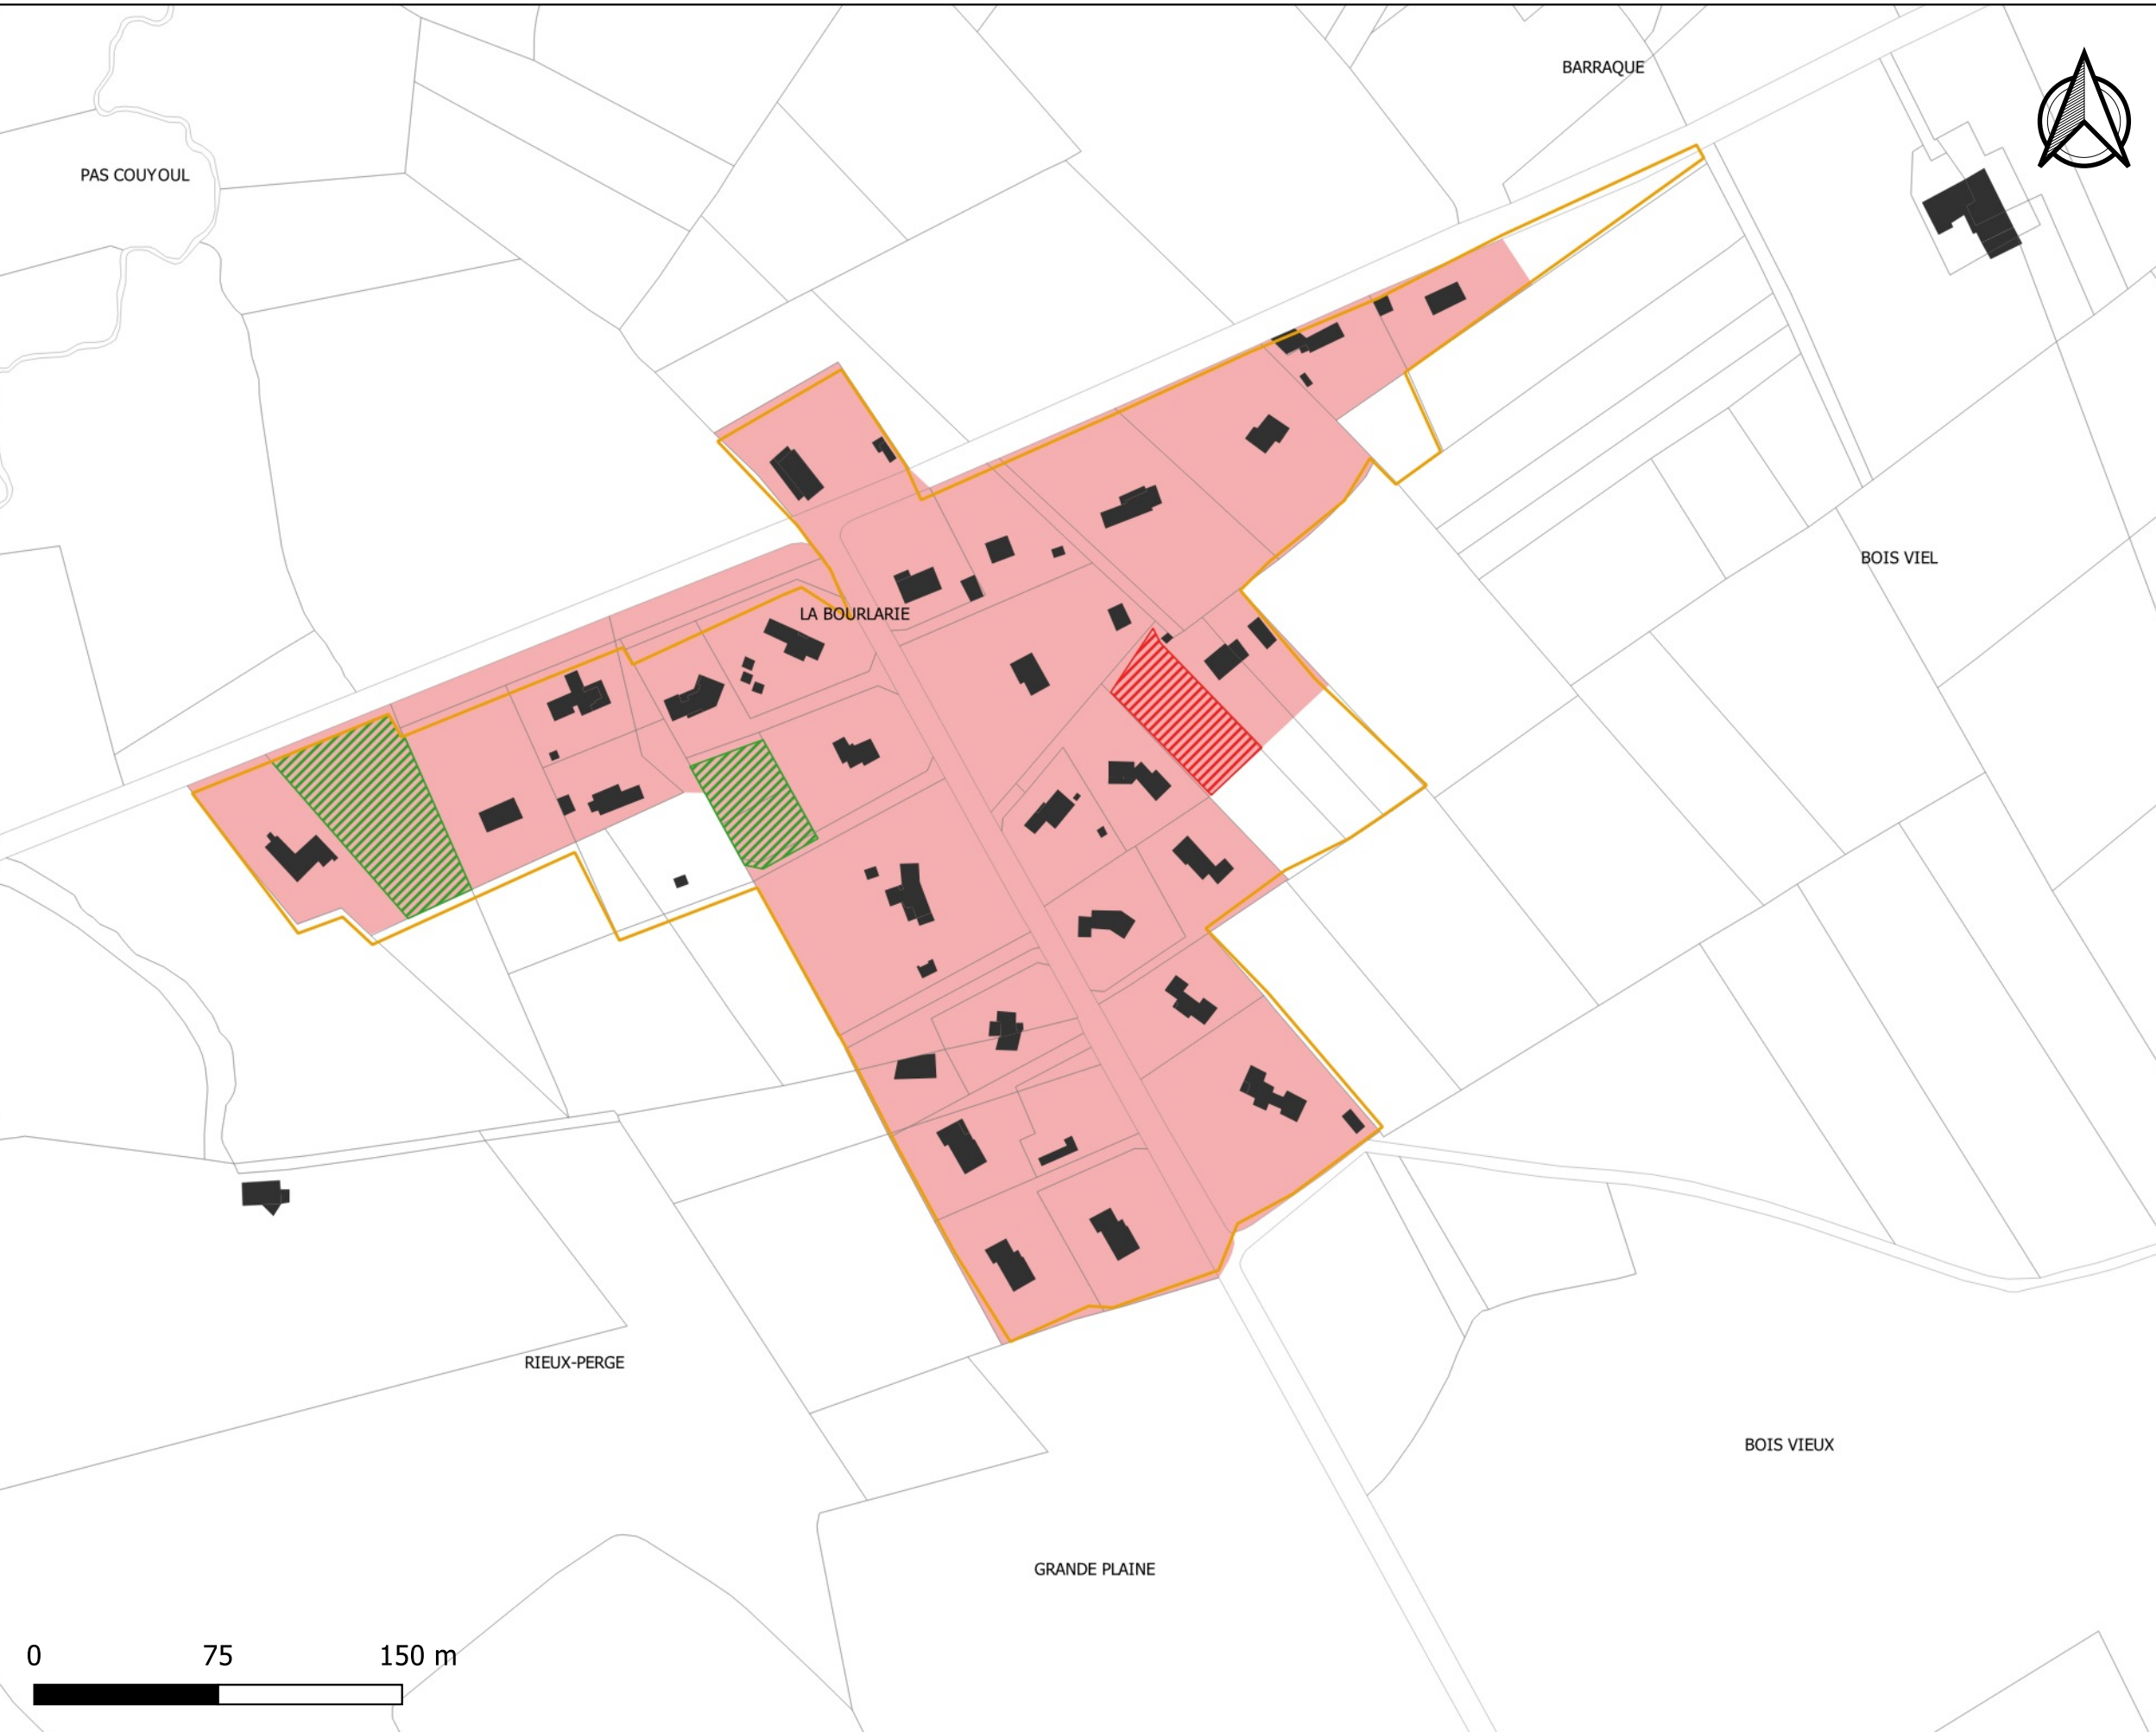 BARRAQUE
PAS COUYOUL
BOIS VIEL
LA BOURLARIE
RIEUX-PERGE
BOIS VIEUX
GRANDE PLAINE
0 75 150 m